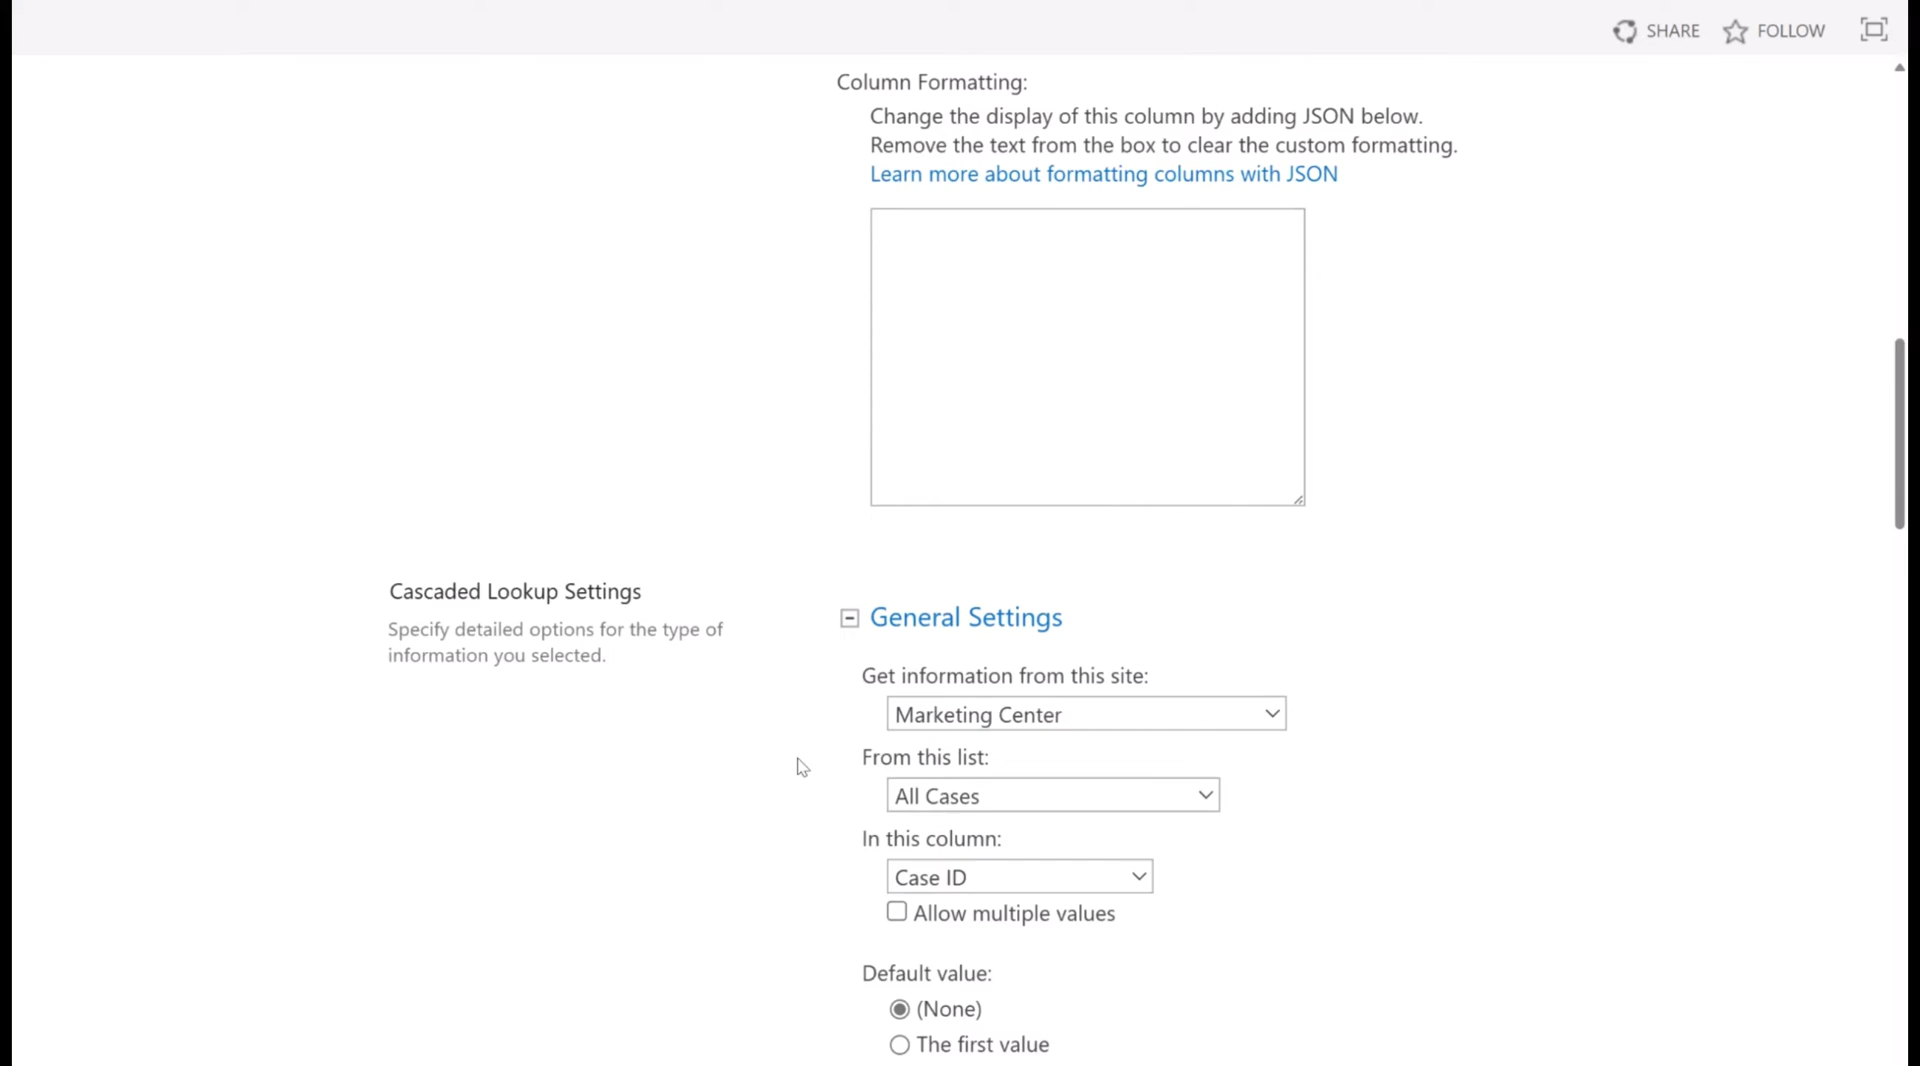 SHARE FOLLOW
Column Formatting:
Change the display of this column by adding JSON below.
Remove the text from the box to clear the custom formatting.
Learn more about formatting columns with JSON
Cascaded Lookup Settings
Specify detailed options for the type of
information you selected.
General Settings
Get information from this site:
Marketing Center
From this list:
All Cases
In this column:
Case ID
Allow multiple values
Default value:
(None)
The first value